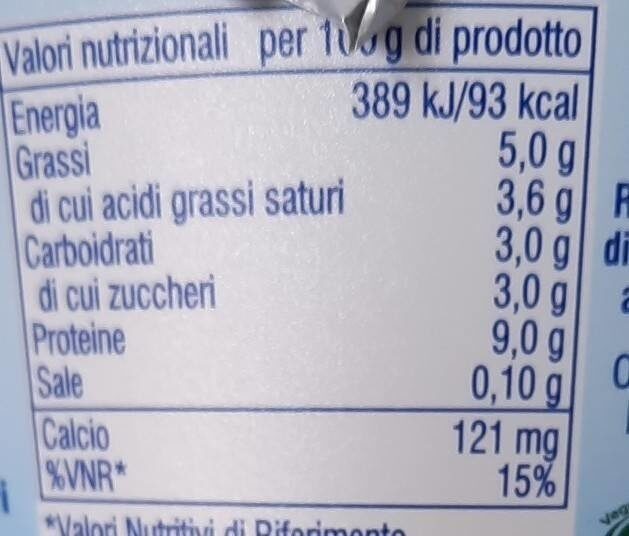 Valori nutrizionali per 100 g di prodotto
Energia 389 kJ/93 kcal
Grassi 5,0 g
di cui acidi grassi saturi 3,6 g
Carboidrati 3,0 g
di cui zuccheri 3,0 g
Proteine 9,0 g
Sale 0,10 g
Calcio 121 mg
%VNR* 15%
*Valori Nutritivi di Riferimento